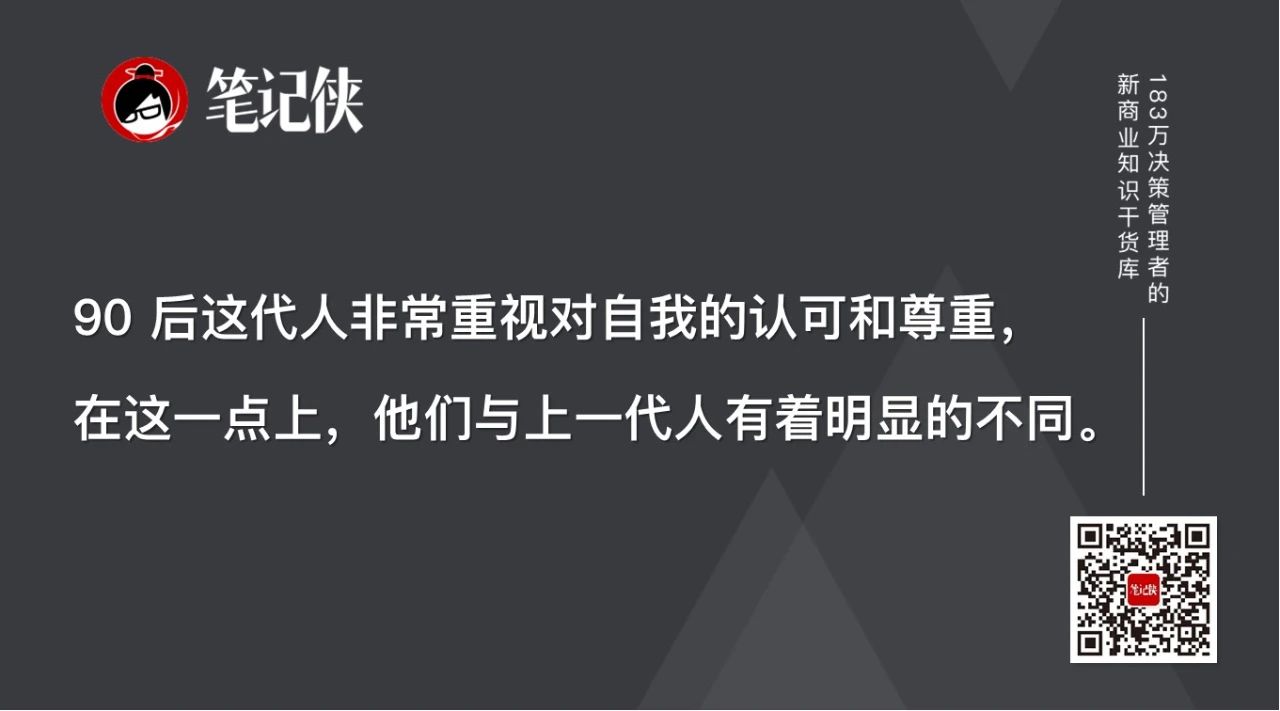 笔记侠
183万决策管理者的
新商业知识干货库
90 后这代人非常重视对自我的认可和尊重，
在这一点上，他们与上一代人有着明显的不同。
笔记侠